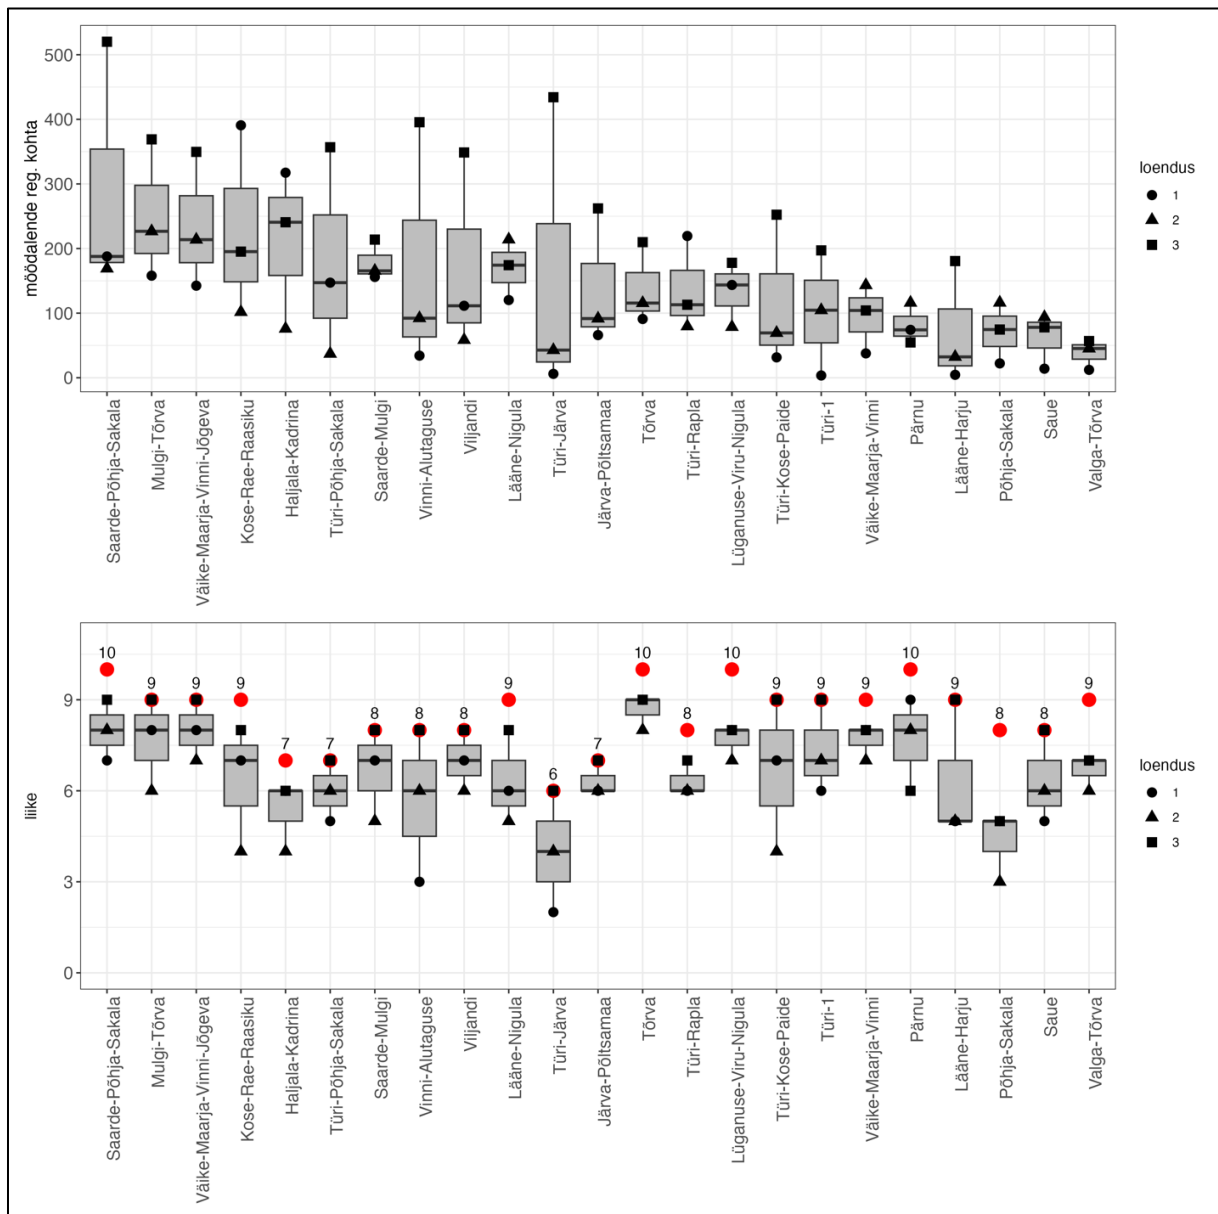 500
400
300
200
100
0
möödalende reg. kohta
Saarde-Põhja-Sakala
Mulgi-Tõrva
Väike-Maarja-Vinni-Jõgeva
Kose-Rae-Raasiku
Haljala-Kadrina
Türi-Põhja-Sakala
Saarde-Mulgi
Vinni-Alutaguse
Viljandi
Lääne-Nigula
Türi-Järva
Järva-Põltsamaa
Tõrva
Türi-Rapla
Lüganuse-Viru-Nigula
Türi-Kose-Paide
Türi-1
Väike-Maarja-Vinni
Pärnu
Lääne-Harju
Põhja-Sakala
Saue
Valga-Tõrva
loendus
1
2
3
9
6
3
0
liike
10
9
9
9
7
7
8
8
8
9
6
7
10
8
10
9
9
9
10
9
8
8
9
Saarde-Põhja-Sakala
Mulgi-Tõrva
Väike-Maarja-Vinni-Jõgeva
Kose-Rae-Raasiku
Haljala-Kadrina
Türi-Põhja-Sakala
Saarde-Mulgi
Vinni-Alutaguse
Viljandi
Lääne-Nigula
Türi-Järva
Järva-Põltsamaa
Tõrva
Türi-Rapla
Lüganuse-Viru-Nigula
Türi-Kose-Paide
Türi-1
Väike-Maarja-Vinni
Pärnu
Lääne-Harju
Põhja-Sakala
Saue
Valga-Tõrva
loendus
1
2
3